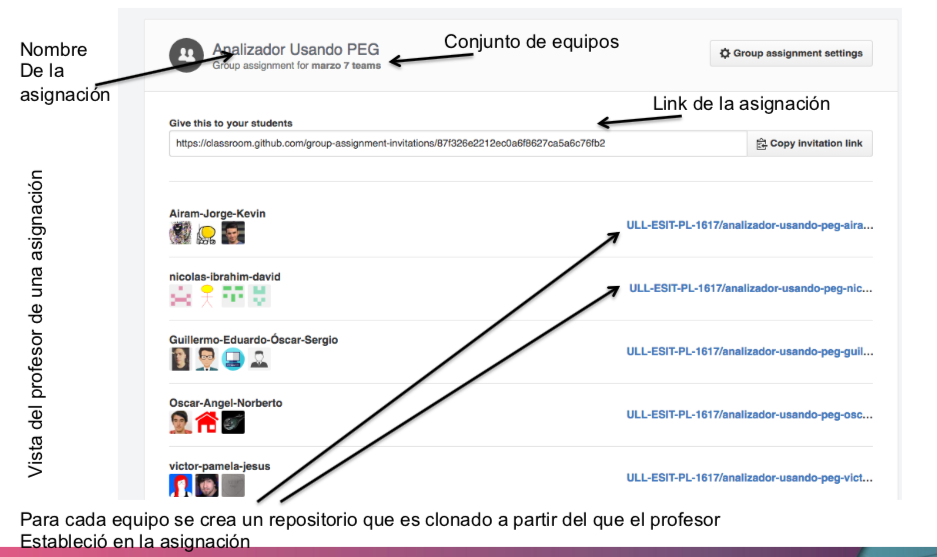 Nombre
De la
asignación
Analizador Usando PEG
Group assignment for marzo 7 teams
Conjunto de equipos
Group assignment settings
Link de la asignación
Give this to your students
https://classroom.github.com/group-assignment-invitations/87f326e2212ec0a6f8627ca5a6c76fb2
Copy invitation link
Vista del profesor de una asignación
Airam-Jorge-Kevin
ULL-ESIT-PL-1617/analizador-usando-peg-aira...
nicolas-ibrahim-david
ULL-ESIT-PL-1617/analizador-usando-peg-nic...
Guillermo-Eduardo-Óscar-Sergio
ULL-ESIT-PL-1617/analizador-usando-peg-guil...
Oscar-Angel-Norberto
ULL-ESIT-PL-1617/analizador-usando-peg-osc...
victor-pamela-jesus
ULL-ESIT-PL-1617/analizador-usando-peg-vict...
Para cada equipo se crea un repositorio que es clonado a partir del que el profesor
Estableció en la asignación